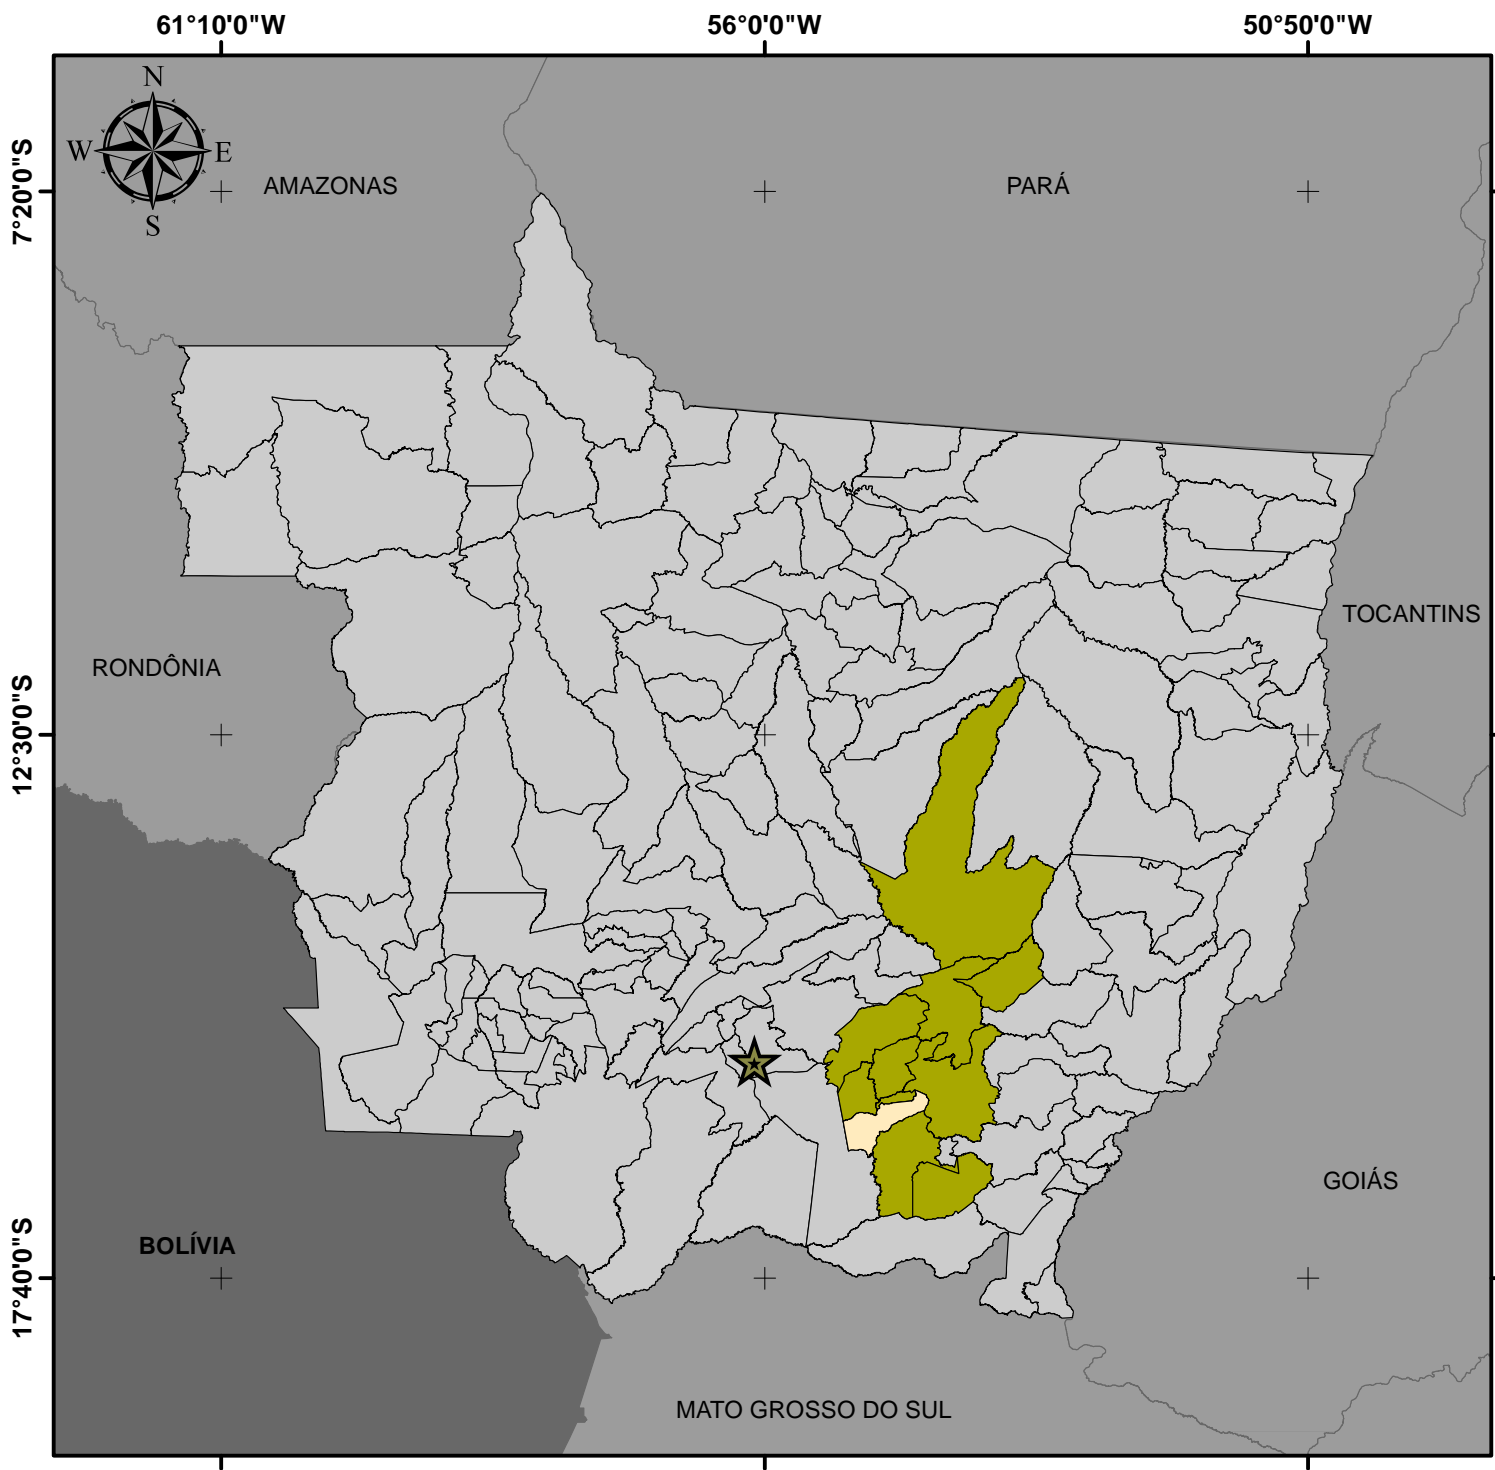 61°10'0"W 56°0'0"W 50°50'0"W
N
W E
S
AMAZONAS PARÁ
7°20'0"S
TOCANTINS
RONDÔNIA
12°30'0"S
GOIÁS
BOLÍVIA
17°40'0"S
MATO GROSSO DO SUL